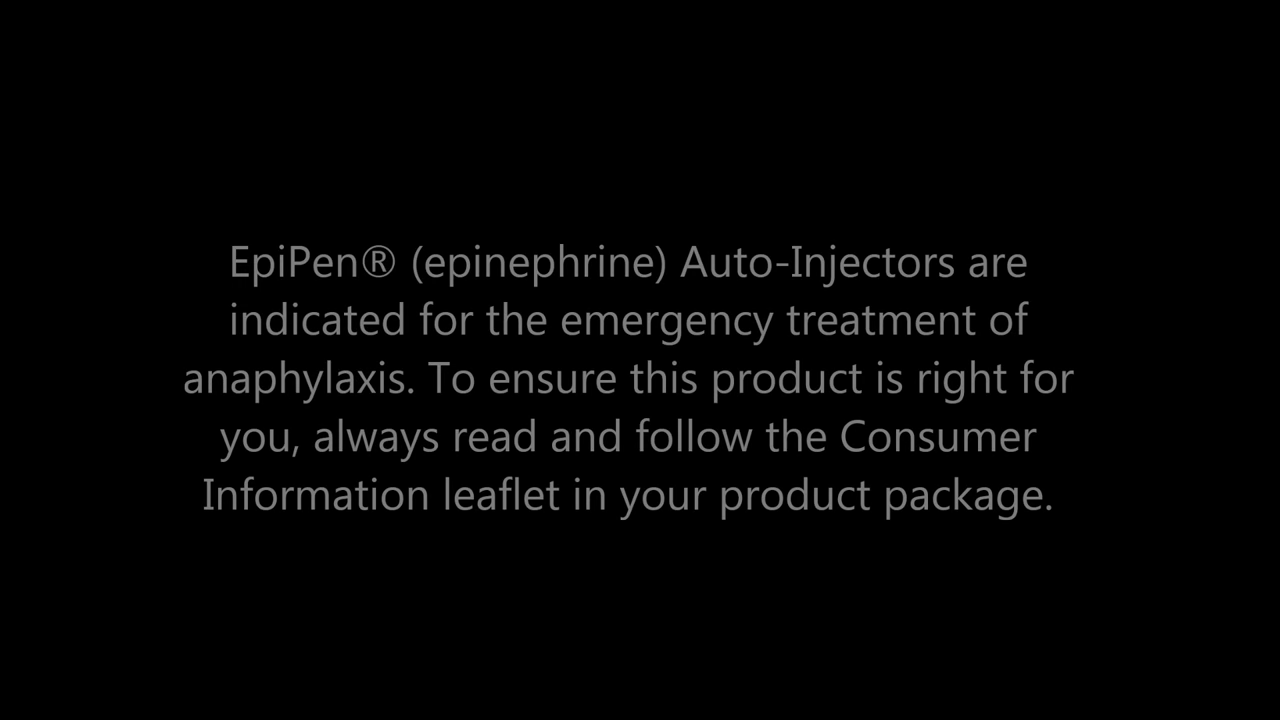 EpiPen® (epinephrine) Auto-Injectors are
indicated for the emergency treatment of
anaphylaxis. To ensure this product is right for
you, always read and follow the Consumer
Information leaflet in your product package.